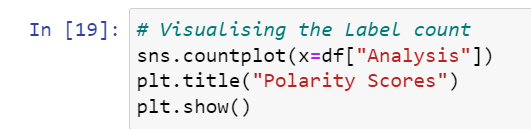 In [19]: # Visualising the Label count
sns.countplot(x=df["Analysis"])
plt.title("Polarity Scores")
plt.show()